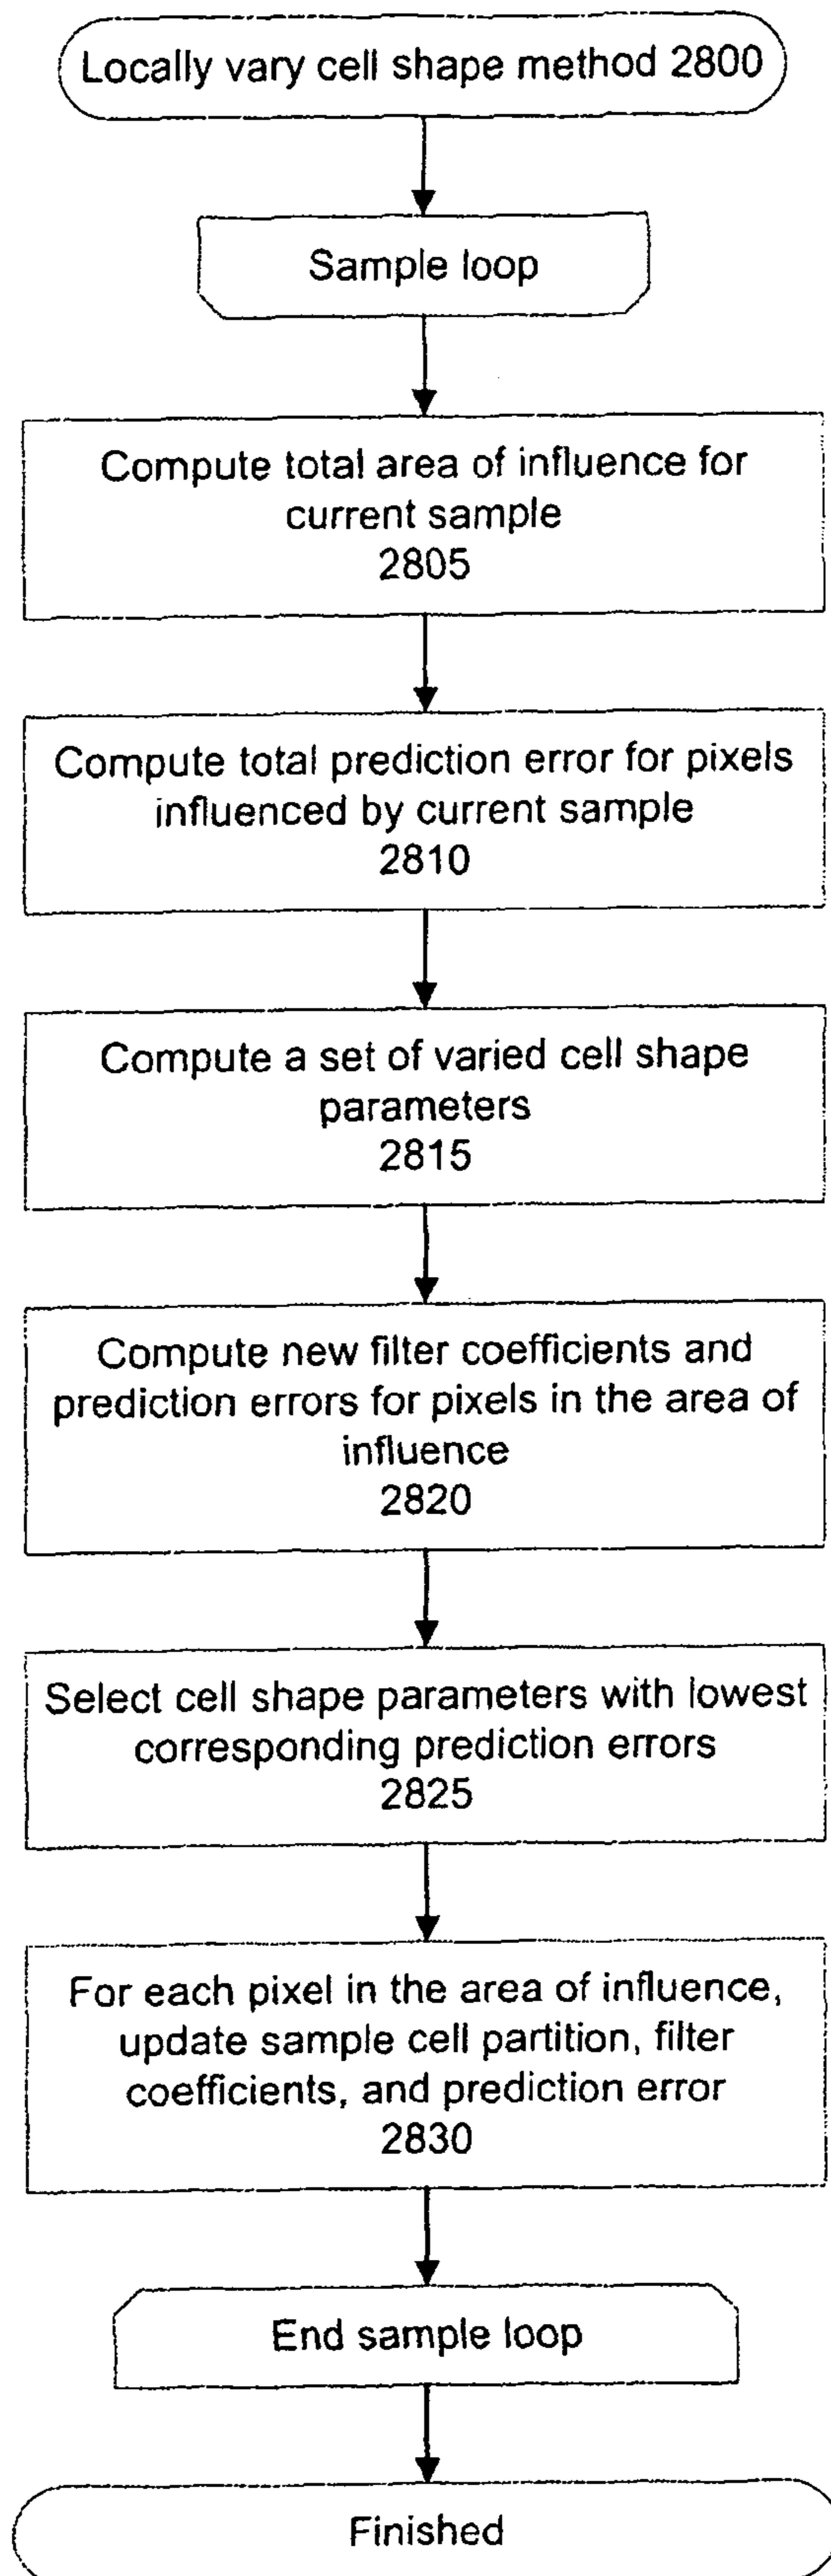 Locally vary cell shape method 2800
Sample loop
Compute total area of influence for
current sample
2805
Compute total prediction error for pixels
influenced by current sample
2810
Compute a set of varied cell shape
parameters
2815
Compute new filter coefficients and
prediction errors for pixels in the area of
influence
2820
Select cell shape parameters with lowest
corresponding prediction errors
2825
For each pixel in the area of influence,
update sample cell partition, filter
coefficients, and prediction error
2830
End sample loop
Finished